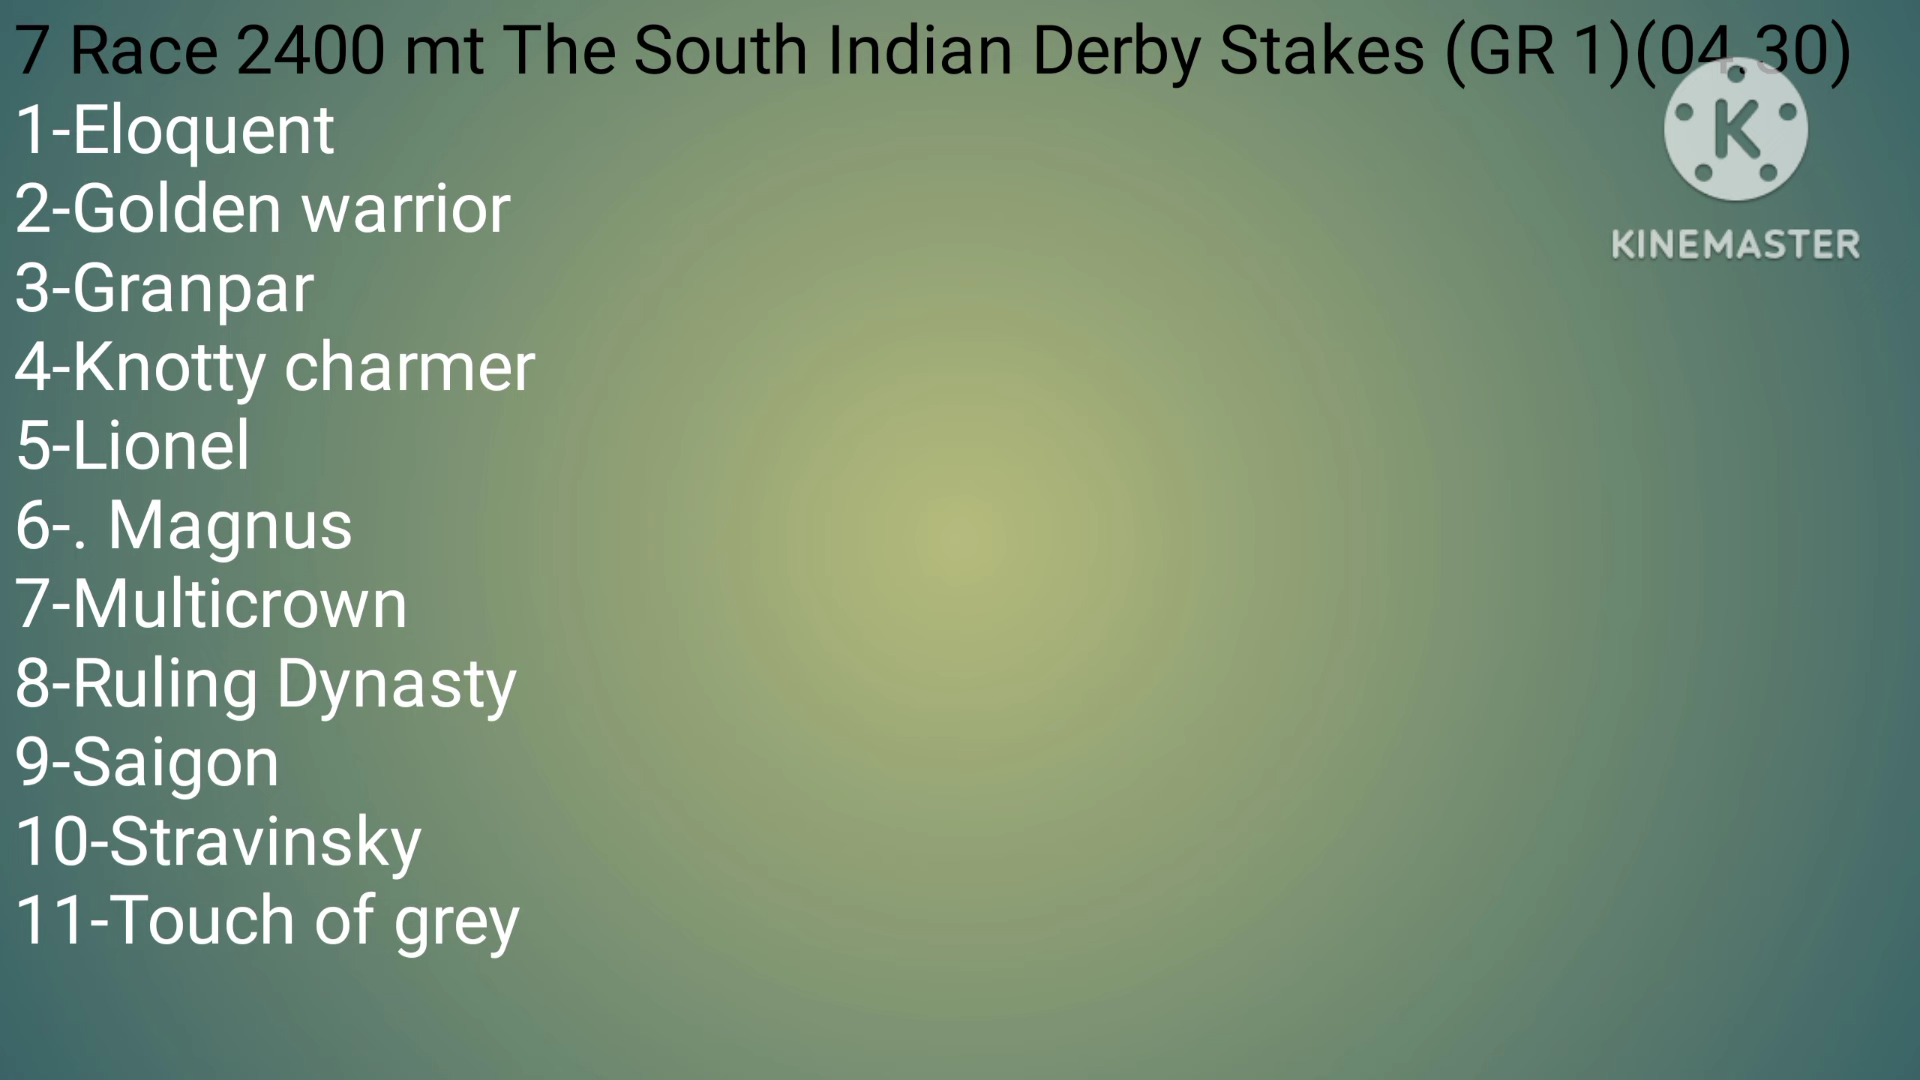 7 Race 2400 mt The South Indian Derby Stakes (GR 1)(04.30)
1-Eloquent
2-Golden warrior
3-Granpar
4-Knotty charmer
5-Lionel
6-. Magnus
7-Multicrown
8-Ruling Dynasty
9-Saigon
10-Stravinsky
11-Touch of grey
K
KINEMASTER